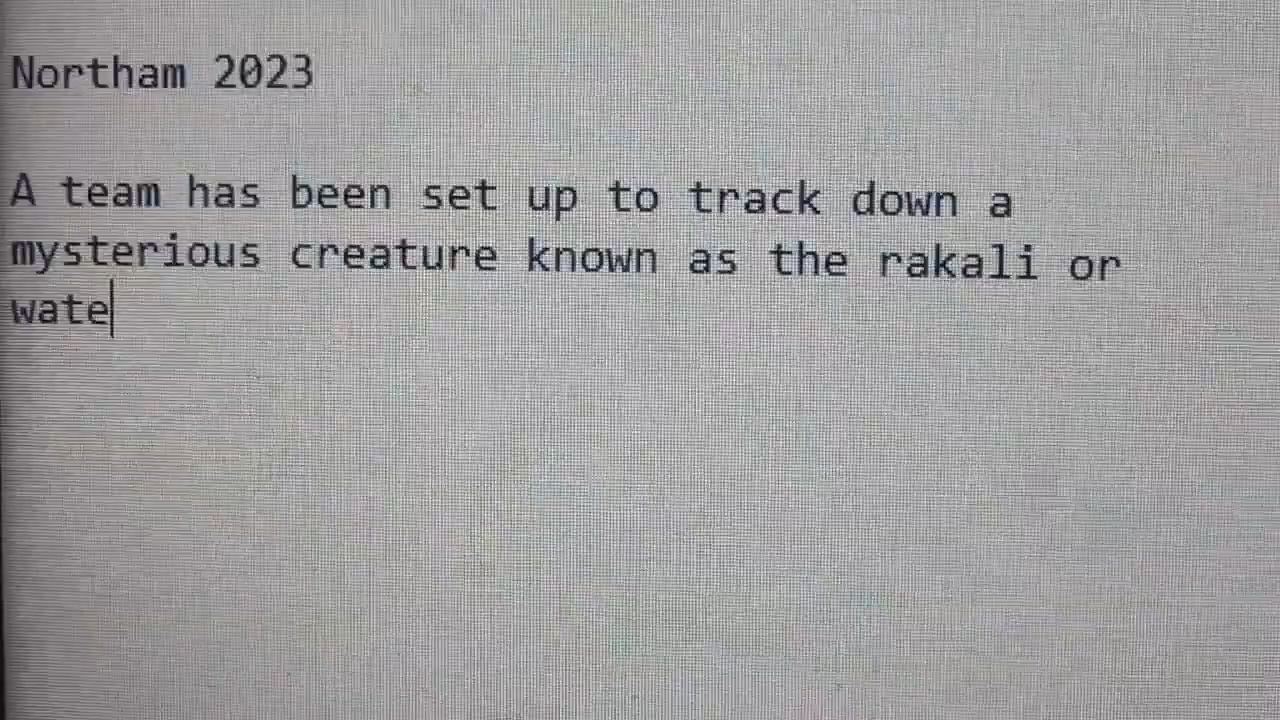 Northam 2023
A team has been set up to track down a
mysterious creature known as the rakali or
wate